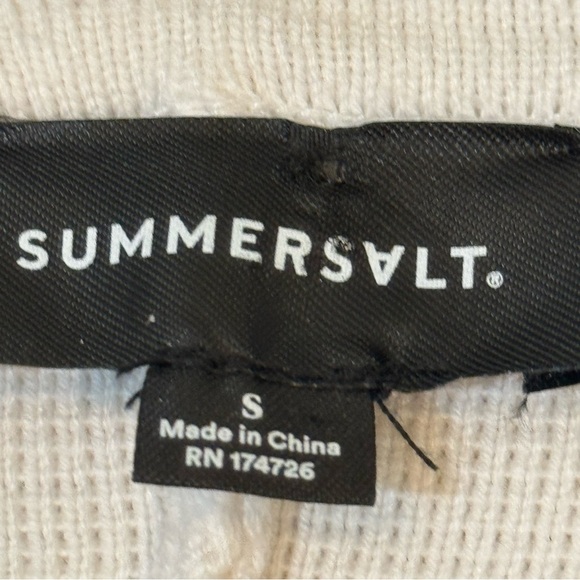 SUMMERSALT®
S
Made in China
RN 174726